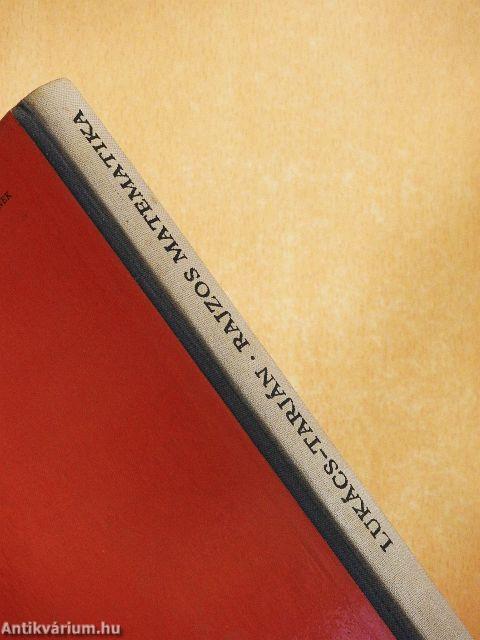 LUKÁCS–TARJÁN · RAJZOS MATEMATIKA
Antikvárium.hu